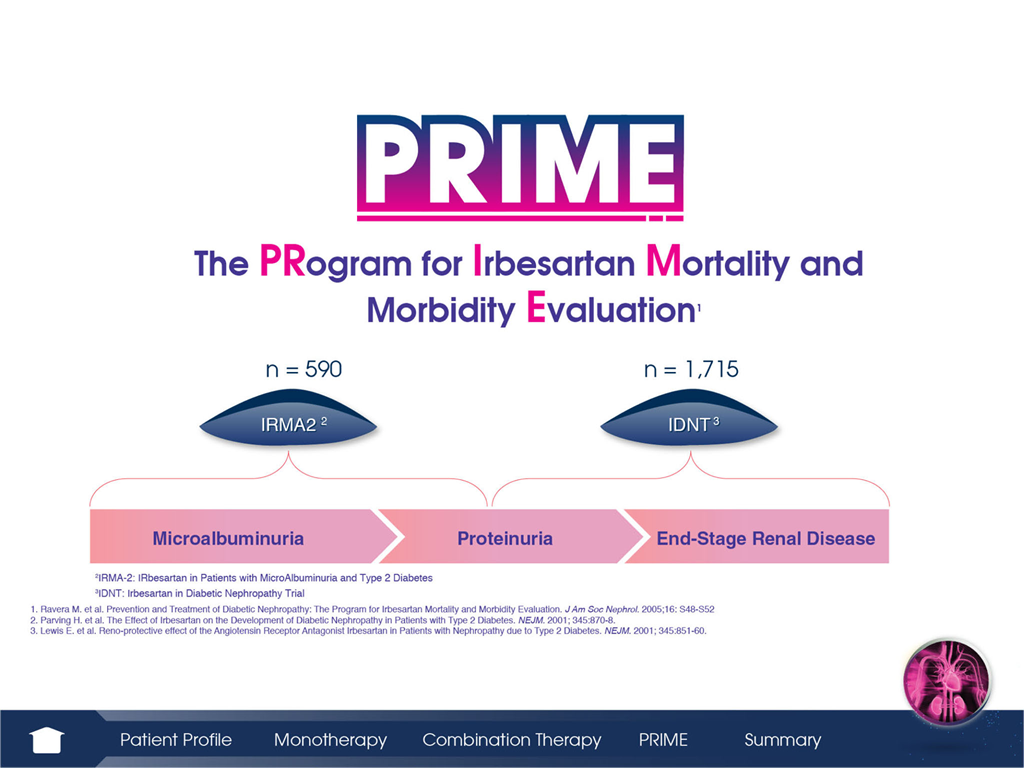 PRIME
The PRogram for Irbesartan Mortality and
Morbidity Evaluation¹
n = 590
n = 1,715
IRMA2 ²
IDNT ³
Microalbuminuria
Proteinuria
End-Stage Renal Disease
²IRMA-2: IRbesartan in Patients with MicroAlbuminuria and Type 2 Diabetes
³IDNT: Irbesartan in Diabetic Nephropathy Trial
1. Ravera M. et al. Prevention and Treatment of Diabetic Nephropathy: The Program for Irbesartan Mortality and Morbidity Evaluation. J Am Soc Nephrol. 2005;16: S48-S52
2. Parving H. et al. The Effect of Irbesartan on the Development of Diabetic Nephropathy in Patients with Type 2 Diabetes. NEJM. 2001; 345:870-8.
3. Lewis E. et al. Reno-protective effect of the Angiotensin Receptor Antagonist Irbesartan in Patients with Nephropathy due to Type 2 Diabetes. NEJM. 2001; 345:851-60.
Patient Profile
Monotherapy
Combination Therapy
PRIME
Summary